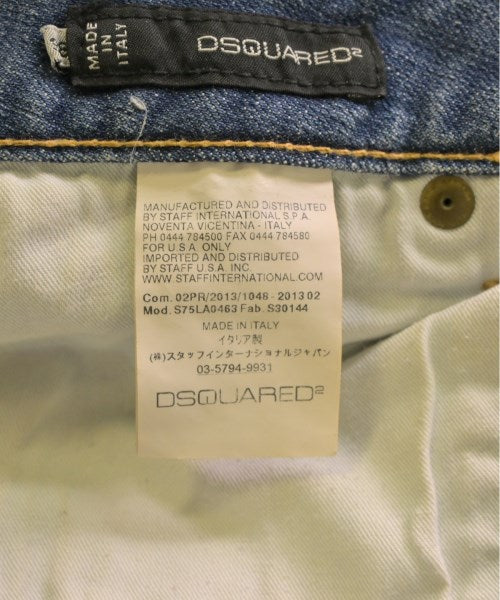 MADE
IN
ITALY
DSQUARED2
MANUFACTURED AND DISTRIBUTED
BY STAFF INTERNATIONAL S.P.A.
NOVENTA VICENTINA - ITALY
PH 0444 784500 FAX 0444 784580
FOR U.S.A. ONLY
IMPORTED AND DISTRIBUTED
BY STAFF U.S.A. INC.
WWW.STAFFINTERNATIONAL.COM
Com. 02PR/2013/1048 - 2013 02
Mod. S75LA0463 Fab. S30144
MADE IN ITALY
イタリア製
(株)スタッフインターナショナルジャパン
03-5794-9931
DSQUARED2